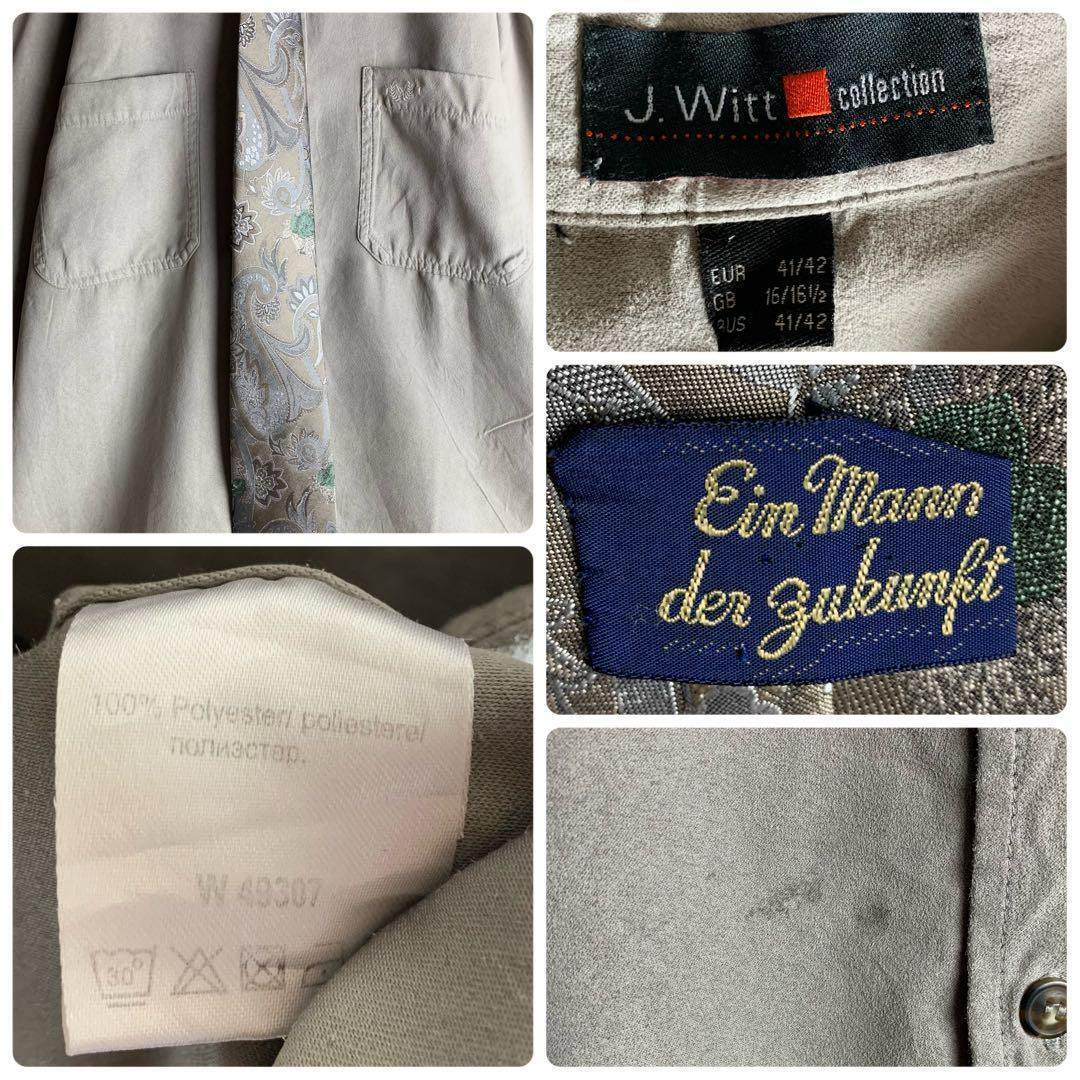 J. Witt collection
EUR 41/42
GB 16/16½
RUS 41/42
Ein Mann
der zukunft
100% Polyester/ poliestere/
полиэстер.
W 49307
30°